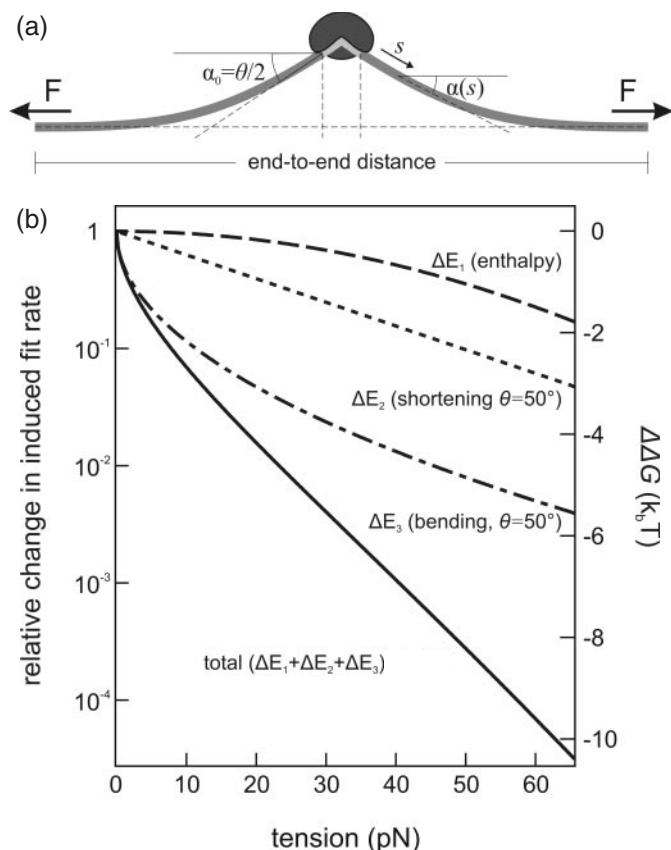 (a)
s
α₀=θ/2
α(s)
F
F
end-to-end distance
(b)
1
10⁻¹
10⁻²
10⁻³
10⁻⁴
relative change in induced fit rate
0
-2
-4
-6
-8
-10
ΔΔG (kbT)
ΔE₁ (enthalpy)
ΔE₂ (shortening θ=50°)
ΔE₃ (bending, θ=50°)
total (ΔE₁+ΔE₂+ΔE₃)
0 10 20 30 40 50 60
tension (pN)